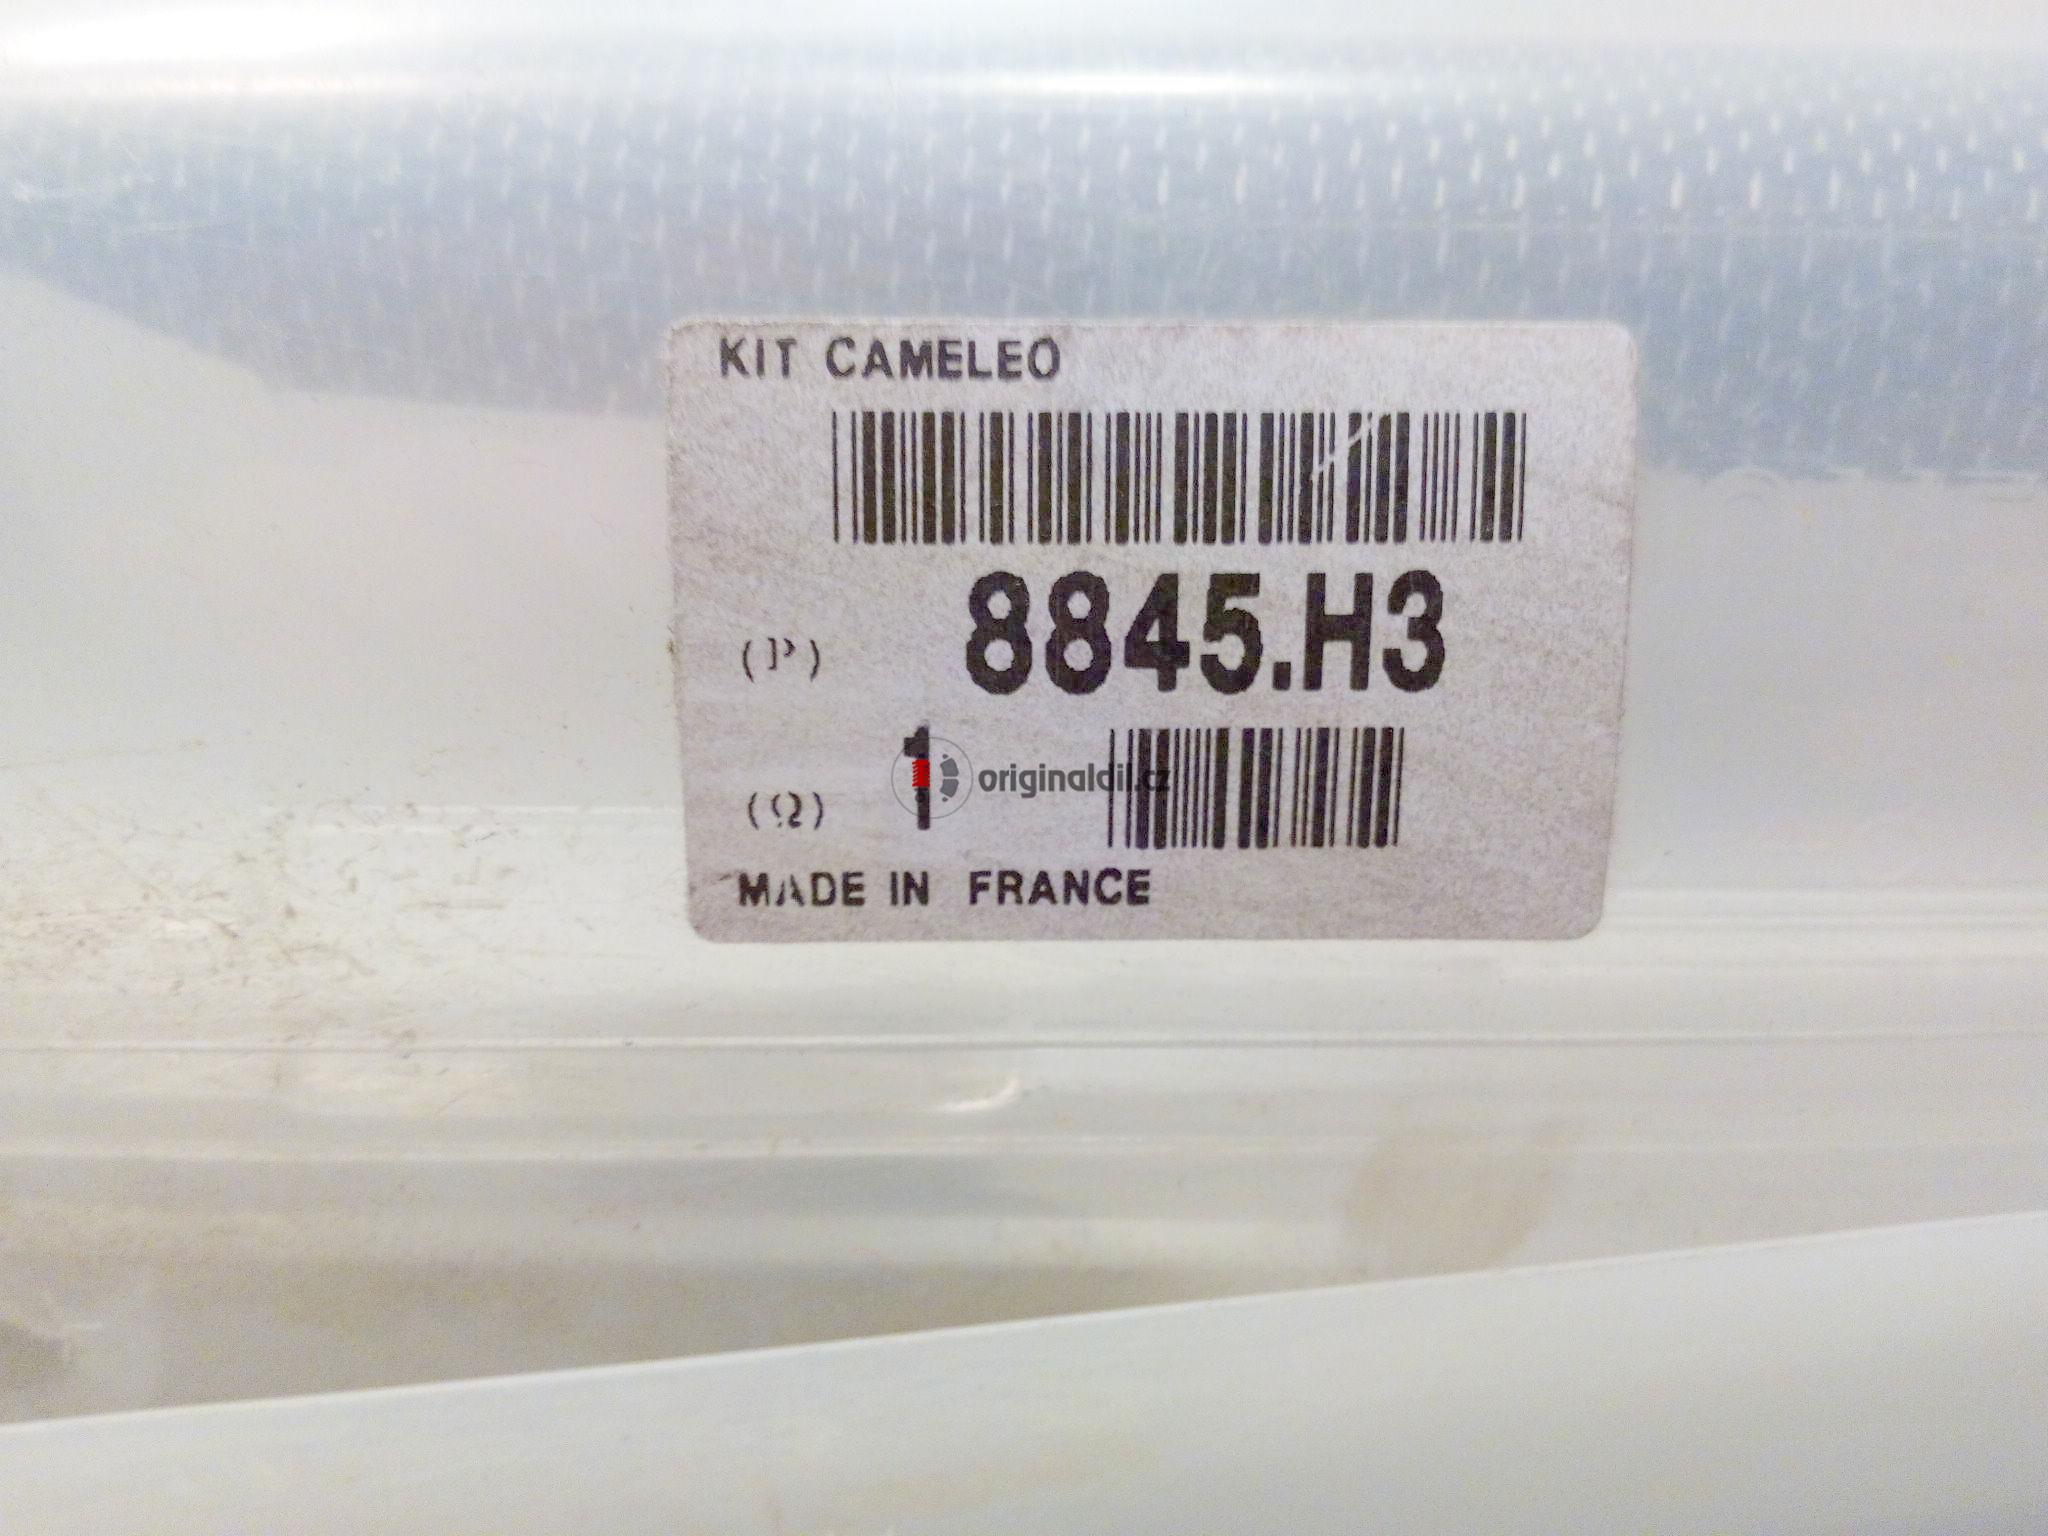 KIT CAMELEO
(P) 8845.H3
(Q) 1
originaldil.cz
MADE IN FRANCE